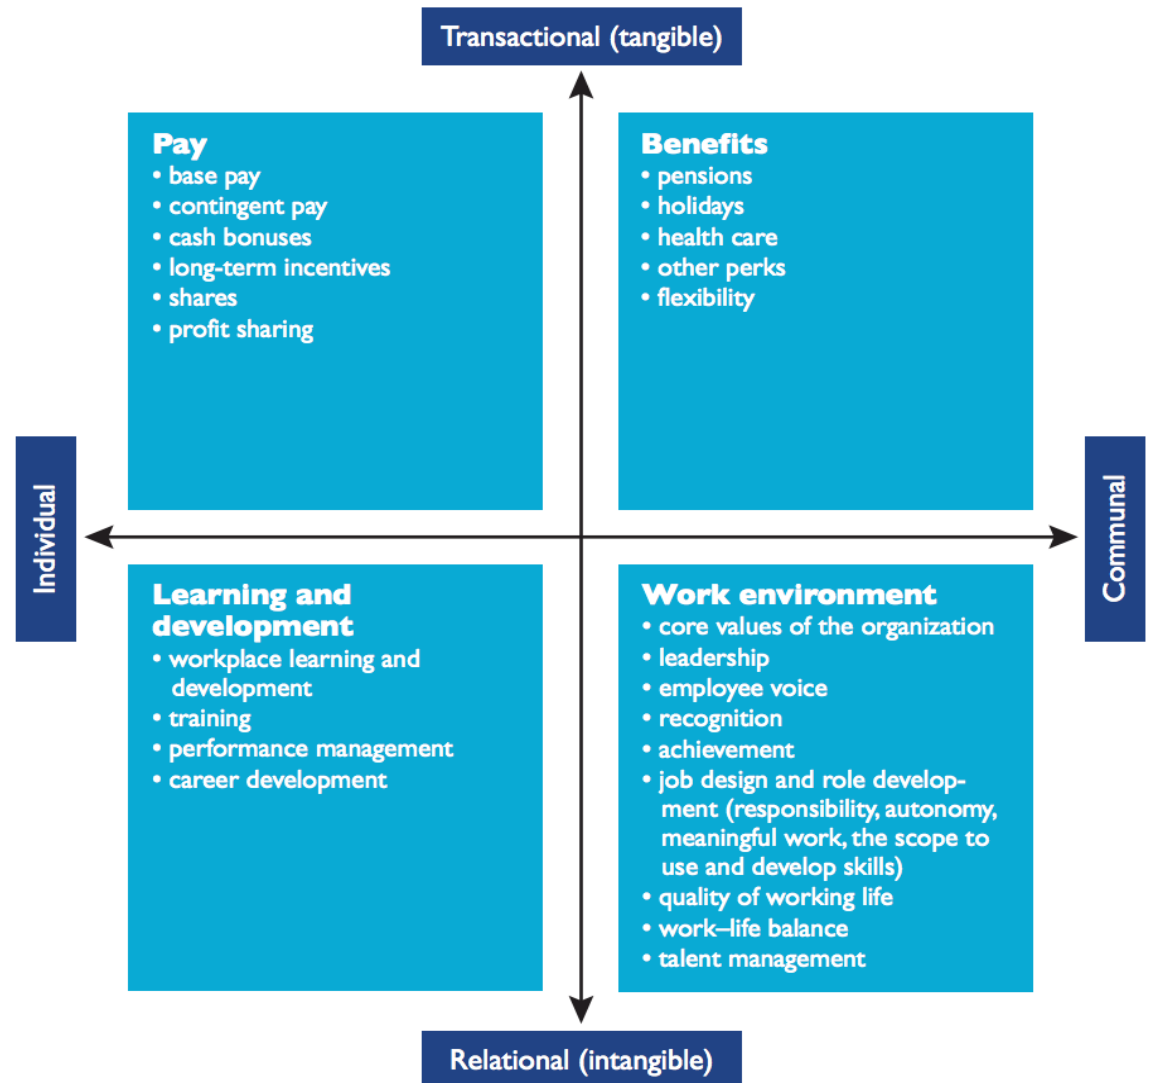 Transactional (tangible)
Pay
• base pay
• contingent pay
• cash bonuses
• long-term incentives
• shares
• profit sharing
Benefits
• pensions
• holidays
• health care
• other perks
• flexibility
Individual
Communal
Learning and
development
• workplace learning and
development
• training
• performance management
• career development
Work environment
• core values of the organization
• leadership
• employee voice
• recognition
• achievement
• job design and role develop-
ment (responsibility, autonomy,
meaningful work, the scope to
use and develop skills)
• quality of working life
• work–life balance
• talent management
Relational (intangible)